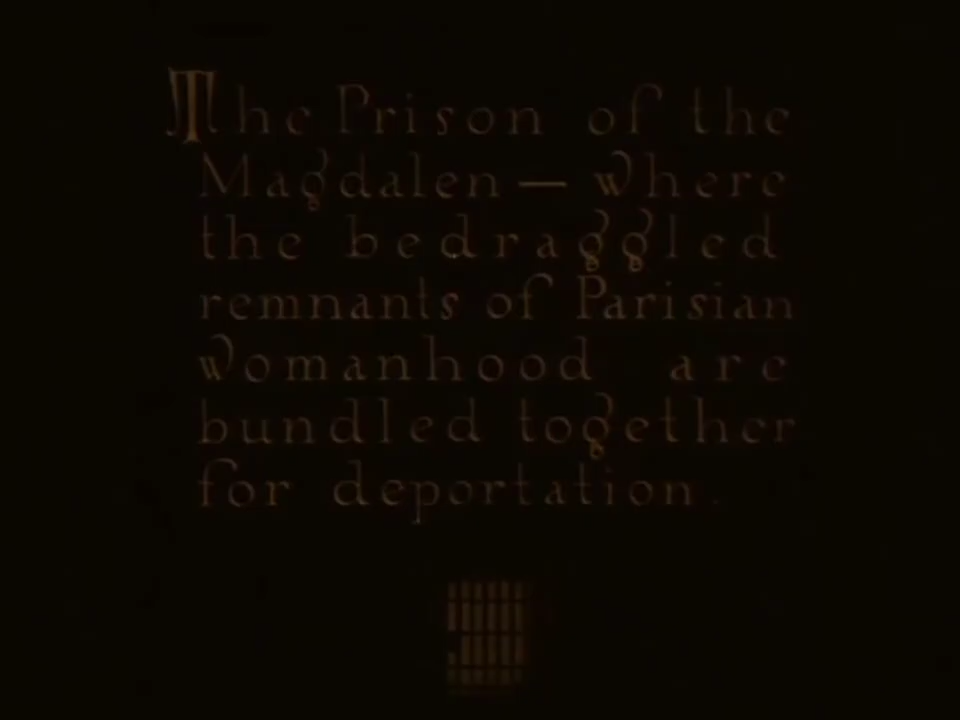 The Prison of the
Magdalen — where
the bedraggled
remnants of Parisian
womanhood are
bundled together
for deportation.